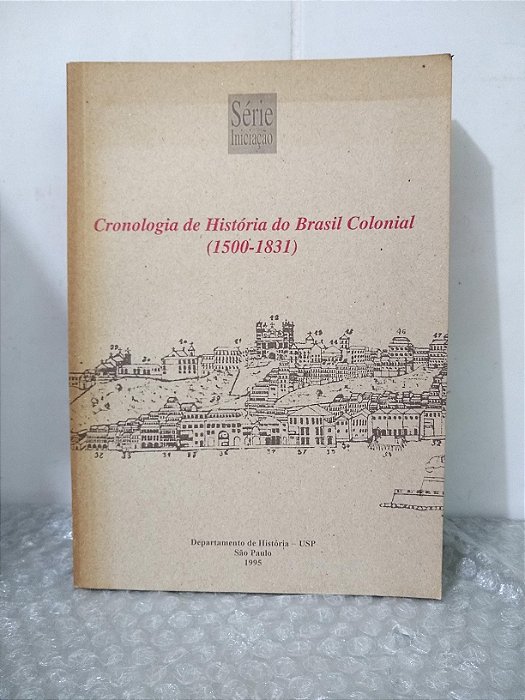 Série
Iniciação
Cronologia de História do Brasil Colonial
(1500-1831)
Departamento de História – USP
São Paulo
1995